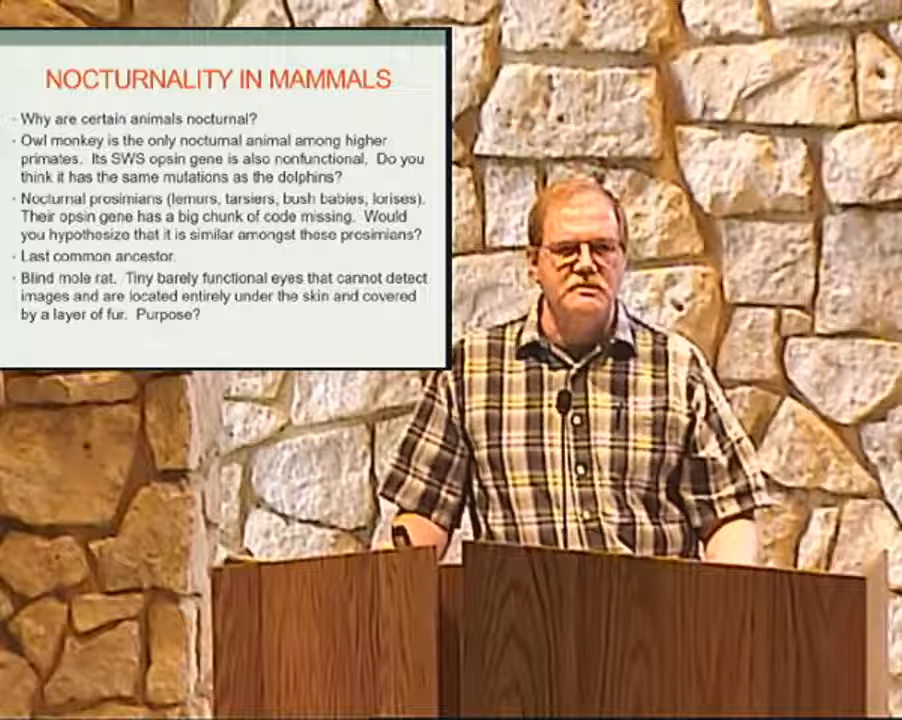 NOCTURNALITY IN MAMMALS
- Why are certain animals nocturnal?
- Owl monkey is the only nocturnal animal among higher
primates. Its SWS opsin gene is also nonfunctional. Do you
think it has the same mutations as the dolphins?
- Nocturnal prosimians (lemurs, tarsiers, bush babies, lorises).
Their opsin gene has a big chunk of code missing. Would
you hypothesize that it is similar amongst these prosimians?
- Last common ancestor.
- Blind mole rat. Tiny barely functional eyes that cannot detect
images and are located entirely under the skin and covered
by a layer of fur. Purpose?